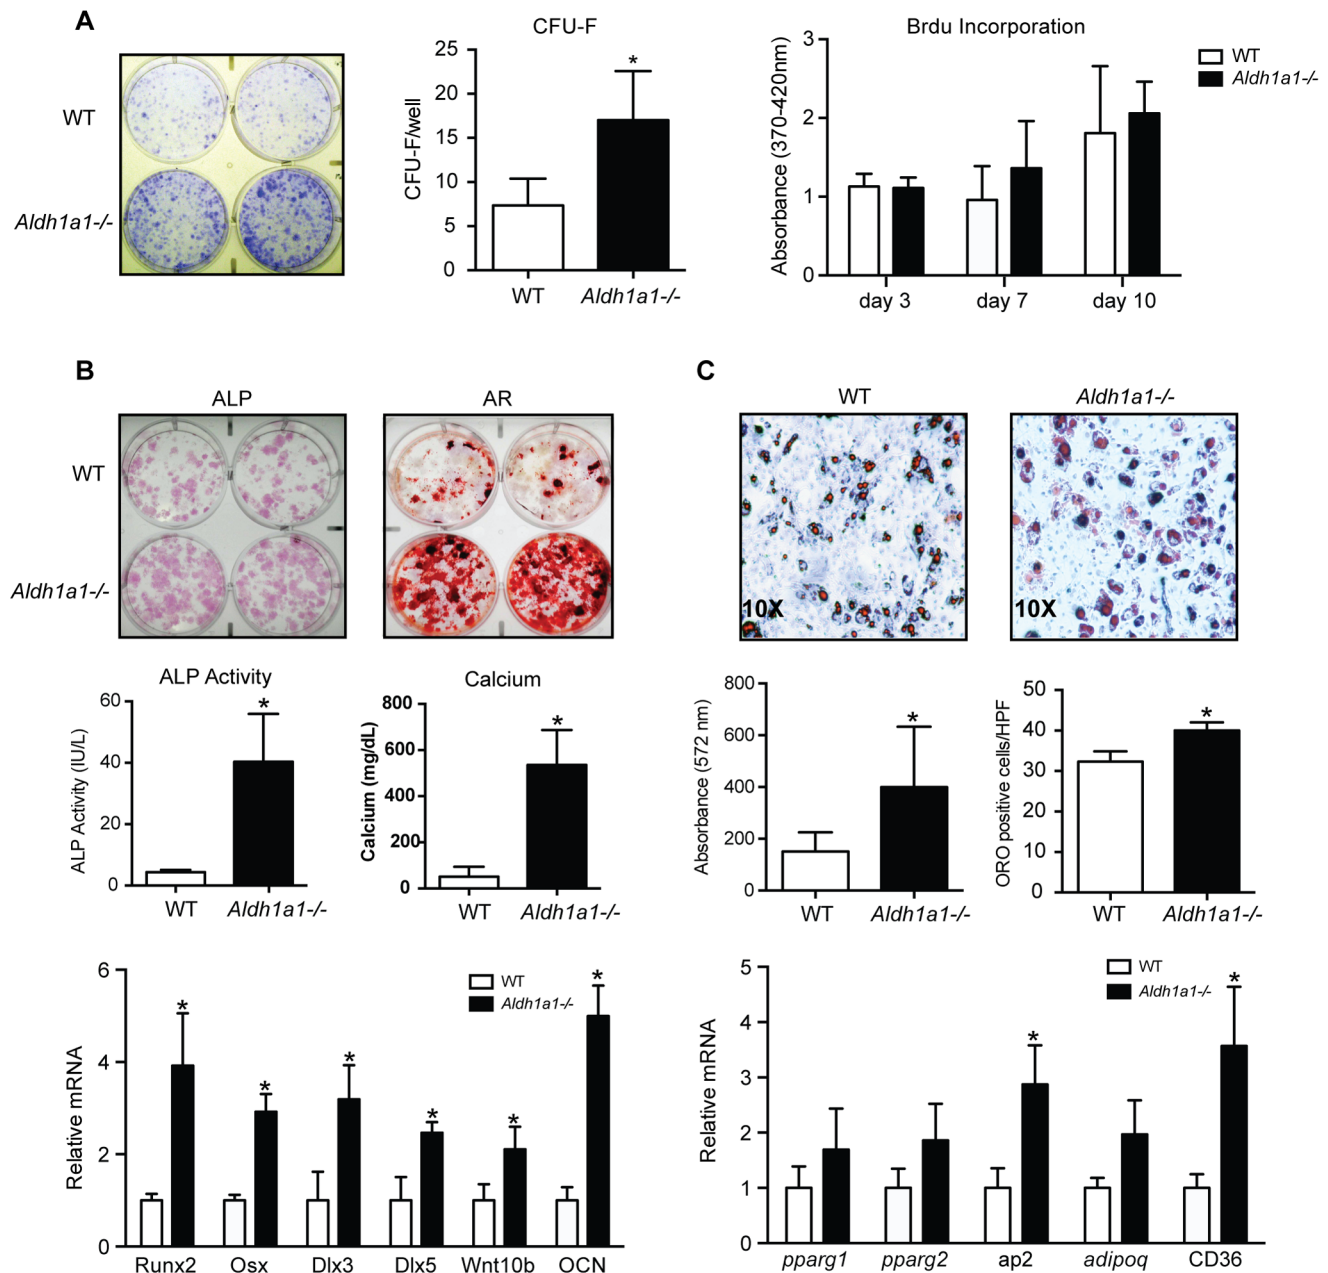 A
WT
Aldh1a1-/-
CFU-F
CFU-F/well
25
20
15
10
5
0
*
WT
Aldh1a1-/-
Brdu Incorporation
Absorbance (370-420nm)
3
2
1
0
day 3
day 7
day 10
WT
Aldh1a1-/-
B
ALP
AR
WT
Aldh1a1-/-
ALP Activity
ALP Activity (IU/L)
60
40
20
0
*
WT
Aldh1a1-/-
Calcium
Calcium (mg/dL)
800
600
400
200
0
*
WT
Aldh1a1-/-
Relative mRNA
6
4
2
0
WT
Aldh1a1-/-
*
*
*
*
*
*
Runx2
Osx
Dlx3
Dlx5
Wnt10b
OCN
C
WT
Aldh1a1-/-
10X
10X
Absorbance (572 nm)
800
600
400
200
0
*
WT
Aldh1a1-/-
ORO positive cells/HPF
50
40
30
20
10
0
*
WT
Aldh1a1-/-
Relative mRNA
5
4
3
2
1
0
WT
Aldh1a1-/-
*
*
pparg1
pparg2
ap2
adipoq
CD36